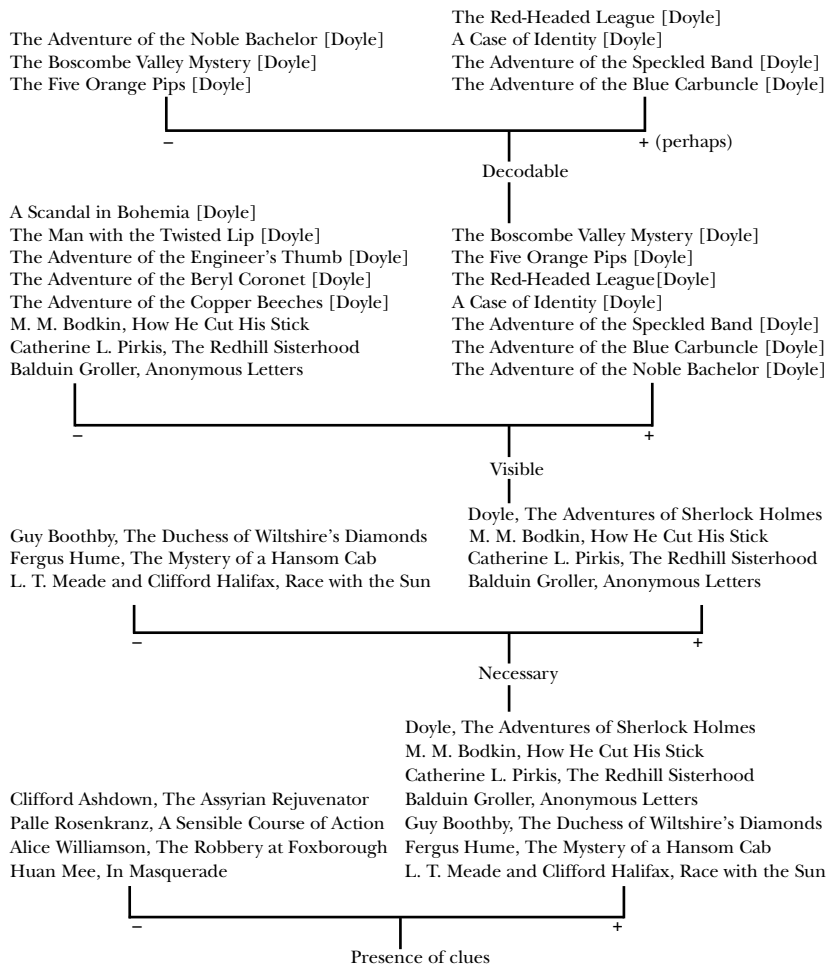 The Adventure of the Noble Bachelor [Doyle]
The Boscombe Valley Mystery [Doyle]
The Five Orange Pips [Doyle]
The Red-Headed League [Doyle]
A Case of Identity [Doyle]
The Adventure of the Speckled Band [Doyle]
The Adventure of the Blue Carbuncle [Doyle]
–
+ (perhaps)
Decodable
A Scandal in Bohemia [Doyle]
The Man with the Twisted Lip [Doyle]
The Adventure of the Engineer’s Thumb [Doyle]
The Adventure of the Beryl Coronet [Doyle]
The Adventure of the Copper Beeches [Doyle]
M. M. Bodkin, How He Cut His Stick
Catherine L. Pirkis, The Redhill Sisterhood
Balduin Groller, Anonymous Letters
The Boscombe Valley Mystery [Doyle]
The Five Orange Pips [Doyle]
The Red-Headed League[Doyle]
A Case of Identity [Doyle]
The Adventure of the Speckled Band [Doyle]
The Adventure of the Blue Carbuncle [Doyle]
The Adventure of the Noble Bachelor [Doyle]
–
+
Visible
Guy Boothby, The Duchess of Wiltshire’s Diamonds
Fergus Hume, The Mystery of a Hansom Cab
L. T. Meade and Clifford Halifax, Race with the Sun
Doyle, The Adventures of Sherlock Holmes
M. M. Bodkin, How He Cut His Stick
Catherine L. Pirkis, The Redhill Sisterhood
Balduin Groller, Anonymous Letters
–
+
Necessary
Clifford Ashdown, The Assyrian Rejuvenator
Palle Rosenkranz, A Sensible Course of Action
Alice Williamson, The Robbery at Foxborough
Huan Mee, In Masquerade
Doyle, The Adventures of Sherlock Holmes
M. M. Bodkin, How He Cut His Stick
Catherine L. Pirkis, The Redhill Sisterhood
Balduin Groller, Anonymous Letters
Guy Boothby, The Duchess of Wiltshire’s Diamonds
Fergus Hume, The Mystery of a Hansom Cab
L. T. Meade and Clifford Halifax, Race with the Sun
–
+
Presence of clues